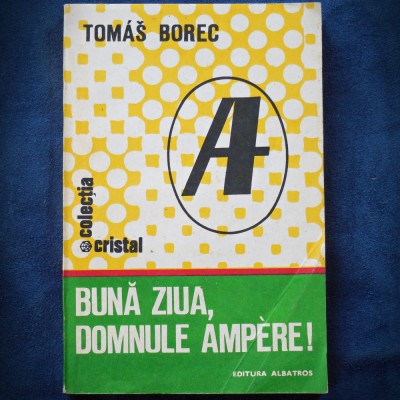 TOMÁŠ BOREC
A
colecția
cristal
BUNĂ ZIUA,
DOMNULE AMPÈRE!
EDITURA ALBATROS